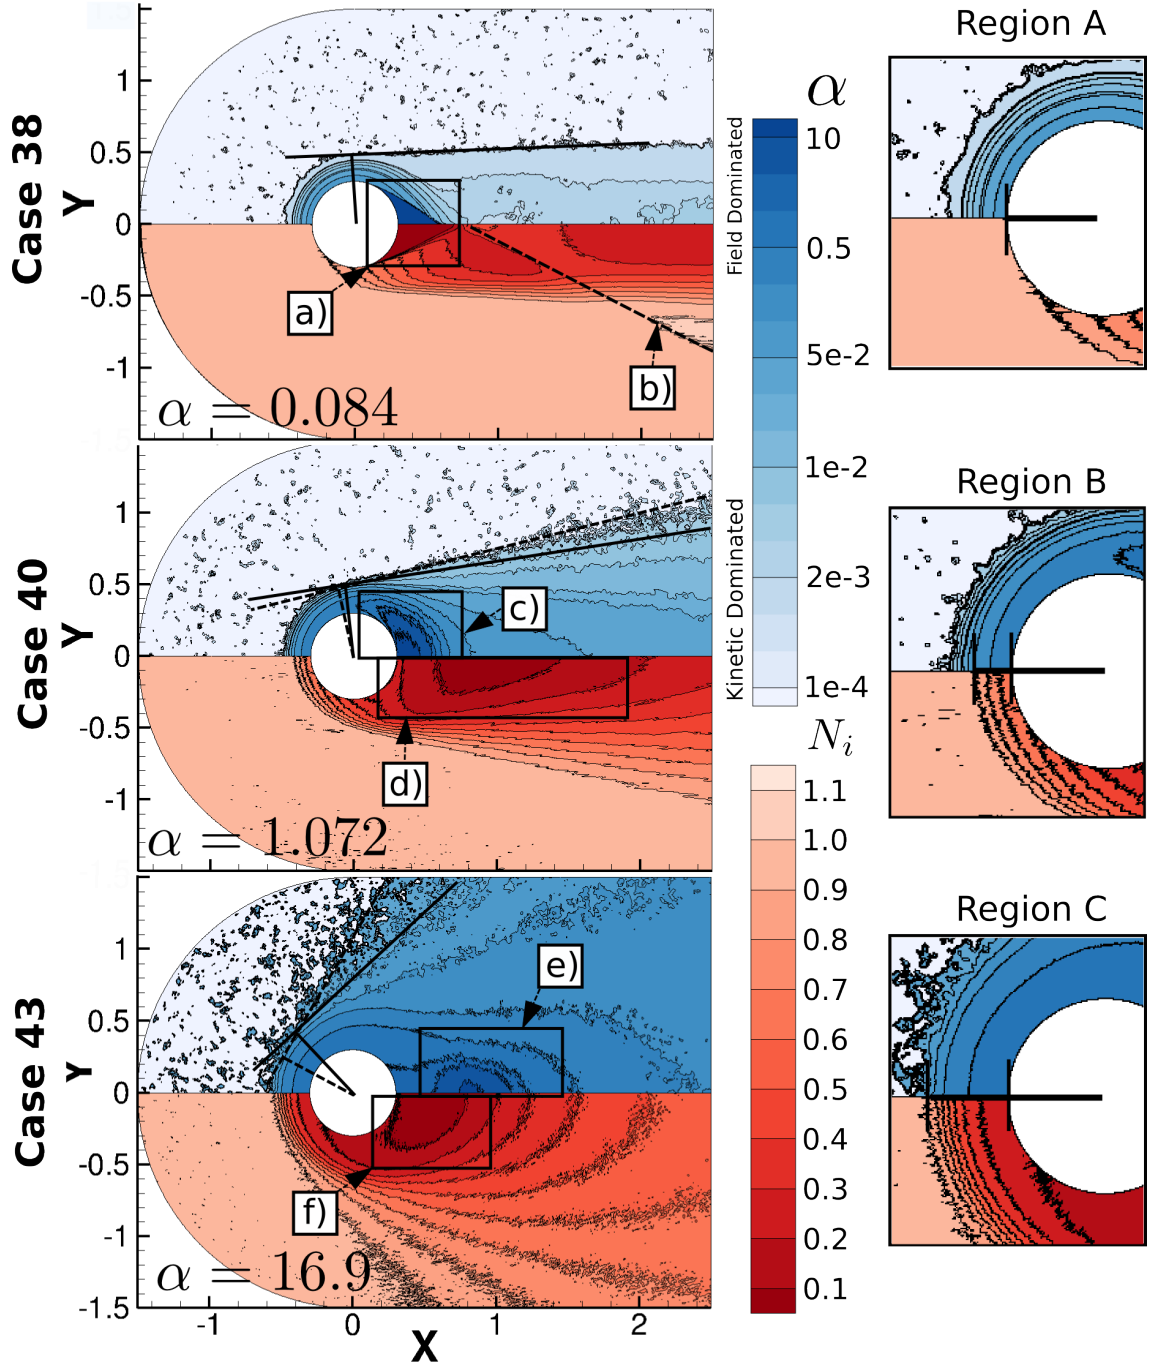 Case 38
Y
1
0.5
0
-0.5
-1
a)
b)
α = 0.084
Case 40
Y
1
0.5
0
-0.5
-1
c)
d)
α = 1.072
Case 43
Y
1
0.5
0
-0.5
-1
-1.5
e)
f)
α = 16.9
-1
0
1
2
X
α
Field Dominated
Kinetic Dominated
10
0.5
5e-2
1e-2
2e-3
1e-4
N_i
1.1
1.0
0.9
0.8
0.7
0.6
0.5
0.4
0.3
0.2
0.1
Region A
Region B
Region C